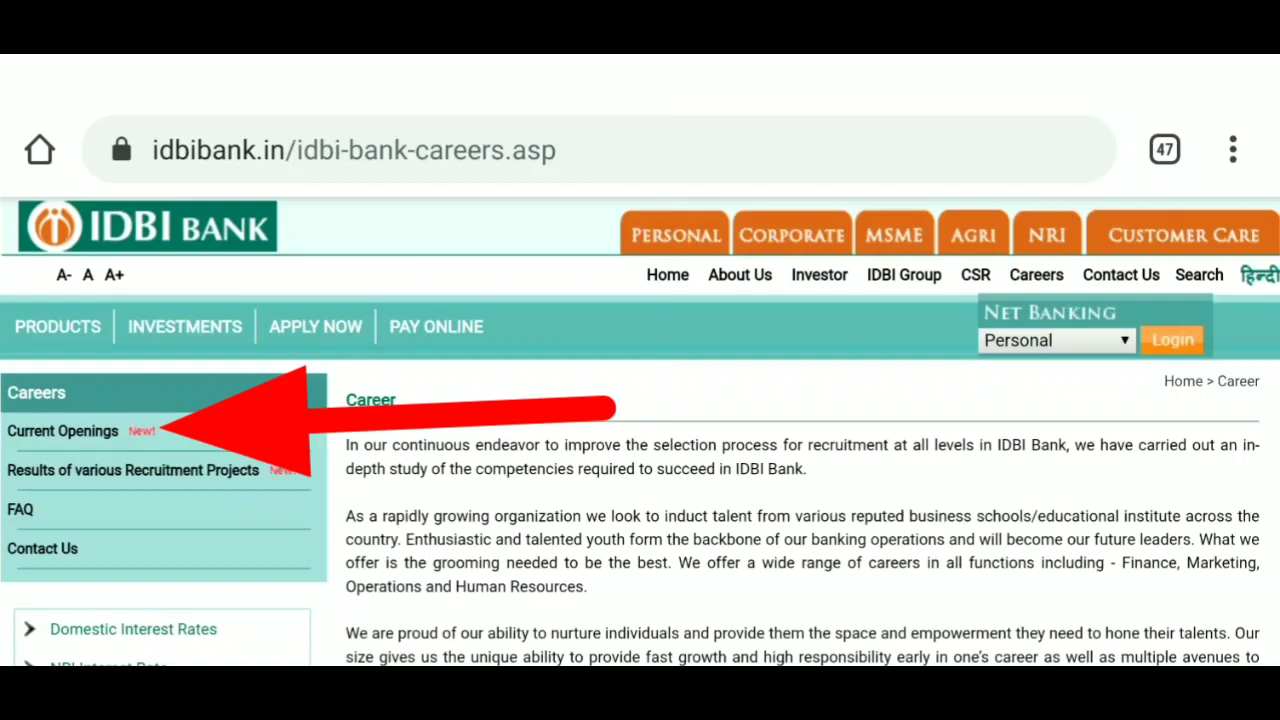 idbibank.in/idbi-bank-careers.asp
47
IDBI BANK
PERSONAL CORPORATE MSME AGRI NRI CUSTOMER CARE
A- A A+
Home About Us Investor IDBI Group CSR Careers Contact Us Search हिन्दी
PRODUCTS INVESTMENTS APPLY NOW PAY ONLINE
NET BANKING
Personal Login
Home > Career
Careers
Current Openings New!
Results of various Recruitment Projects New!
FAQ
Contact Us
Domestic Interest Rates
Career
In our continuous endeavor to improve the selection process for recruitment at all levels in IDBI Bank, we have carried out an in-
depth study of the competencies required to succeed in IDBI Bank.
As a rapidly growing organization we look to induct talent from various reputed business schools/educational institute across the
country. Enthusiastic and talented youth form the backbone of our banking operations and will become our future leaders. What we
offer is the grooming needed to be the best. We offer a wide range of careers in all functions including - Finance, Marketing,
Operations and Human Resources.
We are proud of our ability to nurture individuals and provide them the space and empowerment they need to hone their talents. Our
size gives us the unique ability to provide fast growth and high responsibility early in one's career as well as multiple avenues to